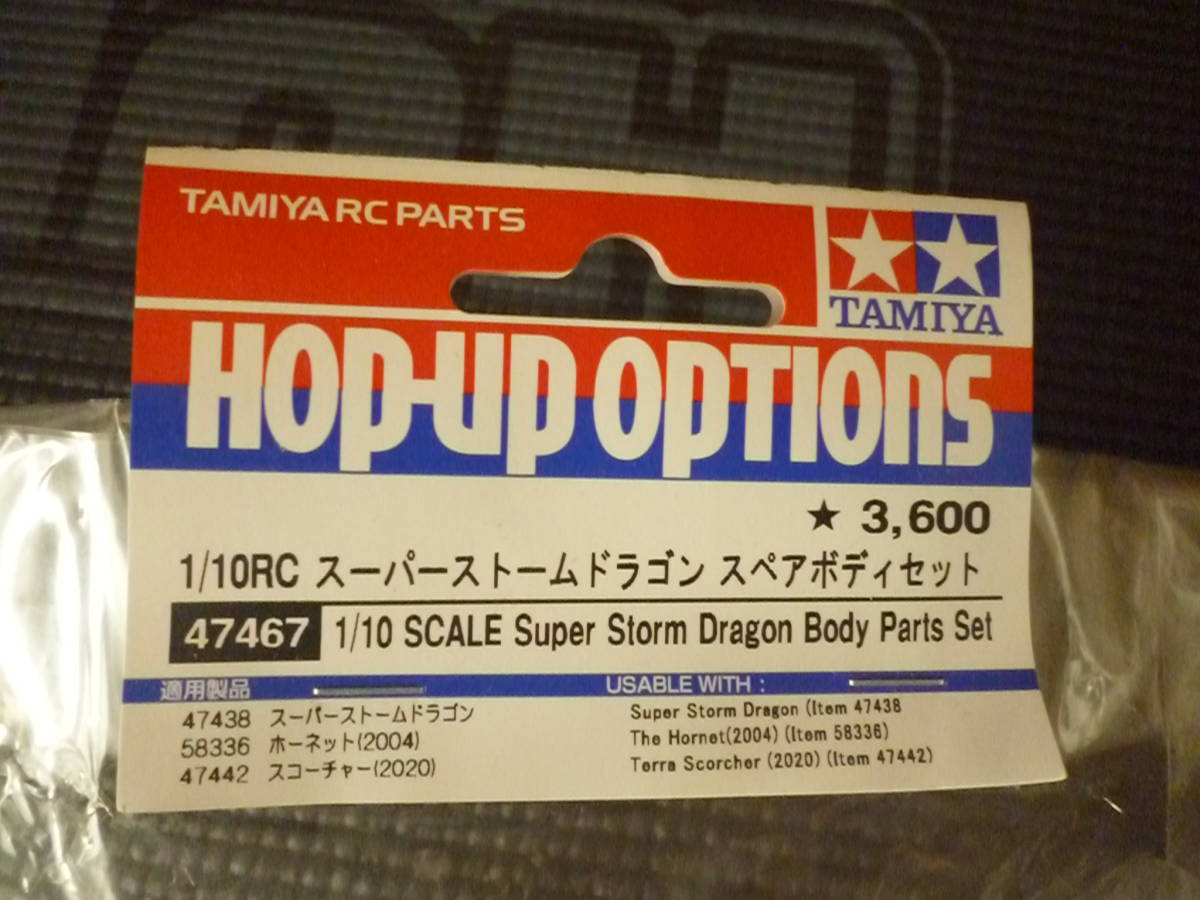 TAMIYA RC PARTS
TAMIYA
HOP-UP OPTIONS
★ 3,600
1/10RC スーパーストームドラゴン スペアボディセット
47467 1/10 SCALE Super Storm Dragon Body Parts Set
適用製品 USABLE WITH :
47438 スーパーストームドラゴン Super Storm Dragon (Item 47438
58336 ホーネット(2004) The Hornet(2004) (Item 58336)
47442 スコーチャー(2020) Terra Scorcher (2020) (Item 47442)